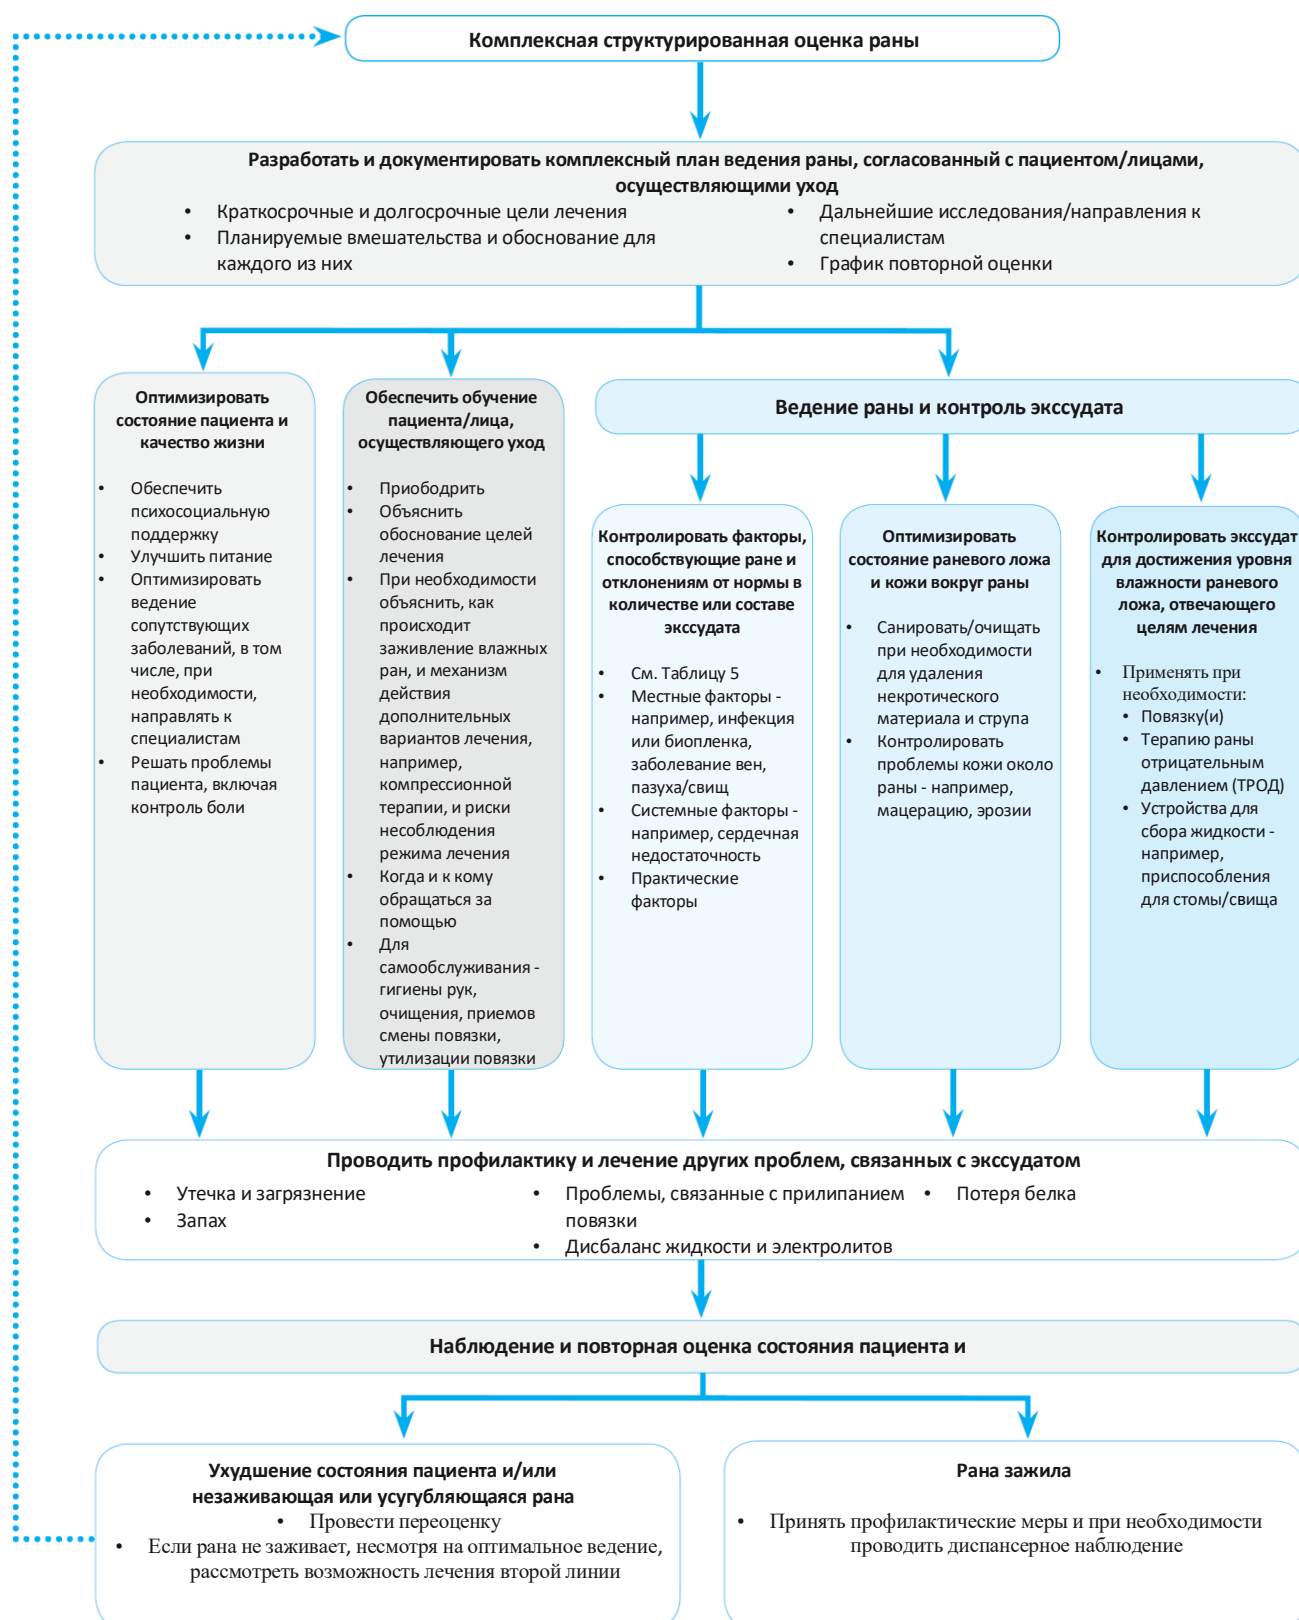 Комплексная структурированная оценка раны
Разработать и документировать комплексный план ведения раны, согласованный с пациентом/лицами,
осуществляющими уход
• Краткосрочные и долгосрочные цели лечения
• Планируемые вмешательства и обоснование для
каждого из них
• Дальнейшие исследования/направления к
специалистам
• График повторной оценки
Оптимизировать
состояние пациента и
качество жизни
• Обеспечить
психосоциальную
поддержку
• Улучшить питание
• Оптимизировать
ведение
сопутствующих
заболеваний, в том
числе, при
необходимости,
направлять к
специалистам
• Решать проблемы
пациента, включая
контроль боли
Обеспечить обучение
пациента/лица,
осуществляющего уход
• Приободрить
• Объяснить
обоснование целей
лечения
• При необходимости
объяснить, как
происходит
заживление влажных
ран, и механизм
действия
дополнительных
вариантов лечения,
например,
компрессионной
терапии, и риски
несоблюдения
режима лечения
• Когда и к кому
обращаться за
помощью
• Для
самообслуживания -
гигиены рук,
очищения, приемов
смены повязки,
утилизации повязки
Ведение раны и контроль экссудата
Контролировать факторы,
способствующие ране и
отклонениям от нормы в
количестве или составе
экссудата
• См. Таблицу 5
• Местные факторы -
например, инфекция
или биопленка,
заболевание вен,
пазуха/свищ
• Системные факторы -
например, сердечная
недостаточность
• Практические
факторы
Оптимизировать
состояние раневого ложа
и кожи вокруг раны
• Санировать/очищать
при необходимости
для удаления
некротического
материала и струпа
• Контролировать
проблемы кожи около
раны - например,
мацерацию, эрозии
Контролировать экссудат
для достижения уровня
влажности раневого
ложа, отвечающего
целям лечения
• Применять при
необходимости:
• Повязку(и)
• Терапию раны
отрицательным
давлением (ТРОД)
• Устройства для
сбора жидкости -
например,
приспособления
для стомы/свища
Проводить профилактику и лечение других проблем, связанных с экссудатом
• Утечка и загрязнение
• Запах
• Проблемы, связанные с прилипанием
повязки
• Дисбаланс жидкости и электролитов
• Потеря белка
Наблюдение и повторная оценка состояния пациента и
Ухудшение состояния пациента и/или
незаживающая или усугубляющаяся рана
• Провести переоценку
• Если рана не заживает, несмотря на оптимальное ведение,
рассмотреть возможность лечения второй линии
Рана зажила
• Принять профилактические меры и при необходимости
проводить диспансерное наблюдение